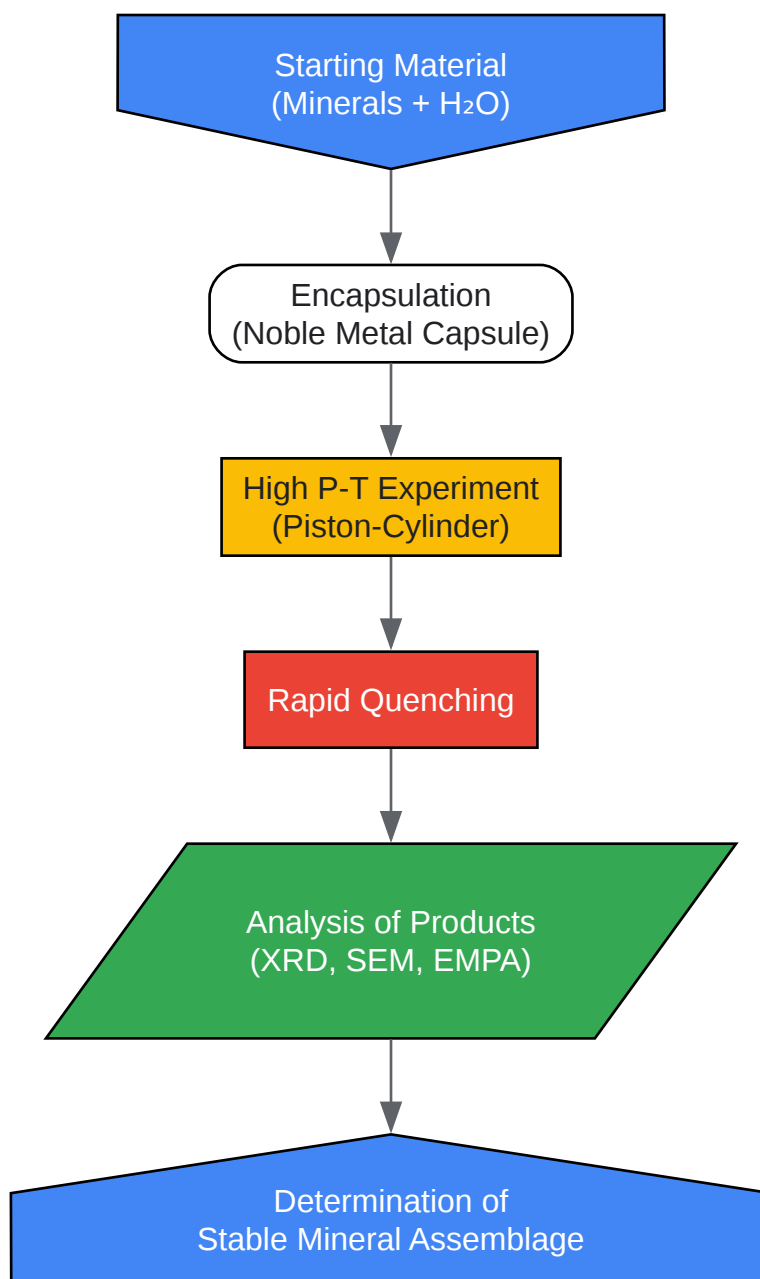 Starting Material
(Minerals + H₂O)
Encapsulation
(Noble Metal Capsule)
High P-T Experiment
(Piston-Cylinder)
Rapid Quenching
Analysis of Products
(XRD, SEM, EMPA)
Determination of
Stable Mineral Assemblage